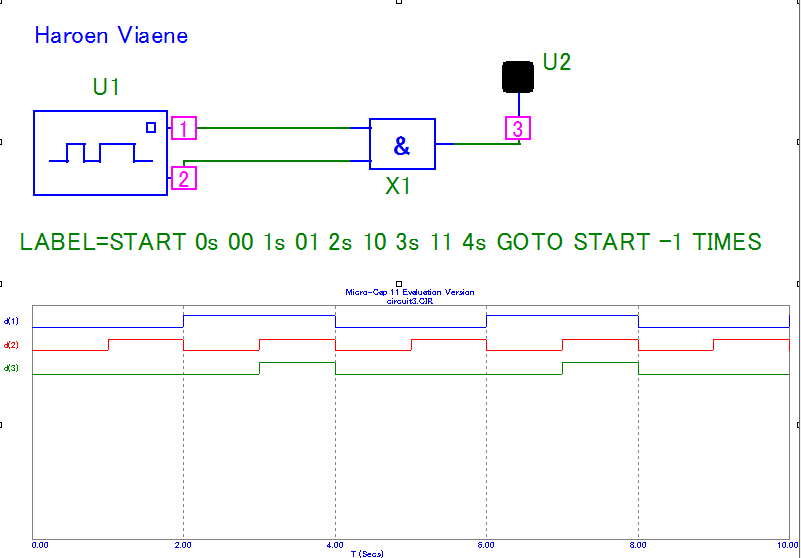 Haroen Viaene
U1
U2
1
3
&
2
X1
LABEL=START 0s 00 1s 01 2s 10 3s 11 4s GOTO START -1 TIMES
Micro-Cap 11 Evaluation Version
circuit3.CIR
d(1)
d(2)
d(3)
0.00 2.00 4.00 6.00 8.00 10.00
T (Secs)